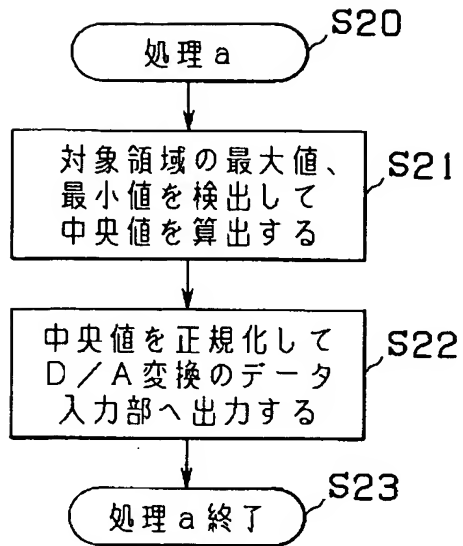 S20
処理a
S21
対象領域の最大値、
最小値を検出して
中央値を算出する
S22
中央値を正規化して
D/A変換のデータ
入力部へ出力する
S23
処理a終了